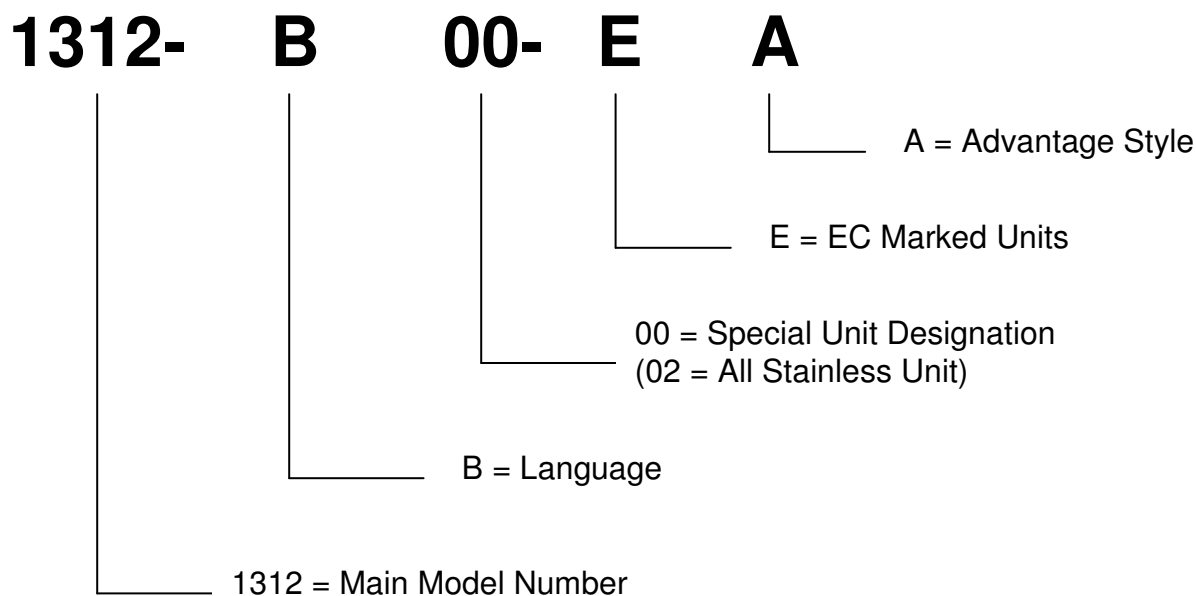 1312- B 00- E A
A = Advantage Style
E = EC Marked Units
00 = Special Unit Designation
(02 = All Stainless Unit)
B = Language
1312 = Main Model Number